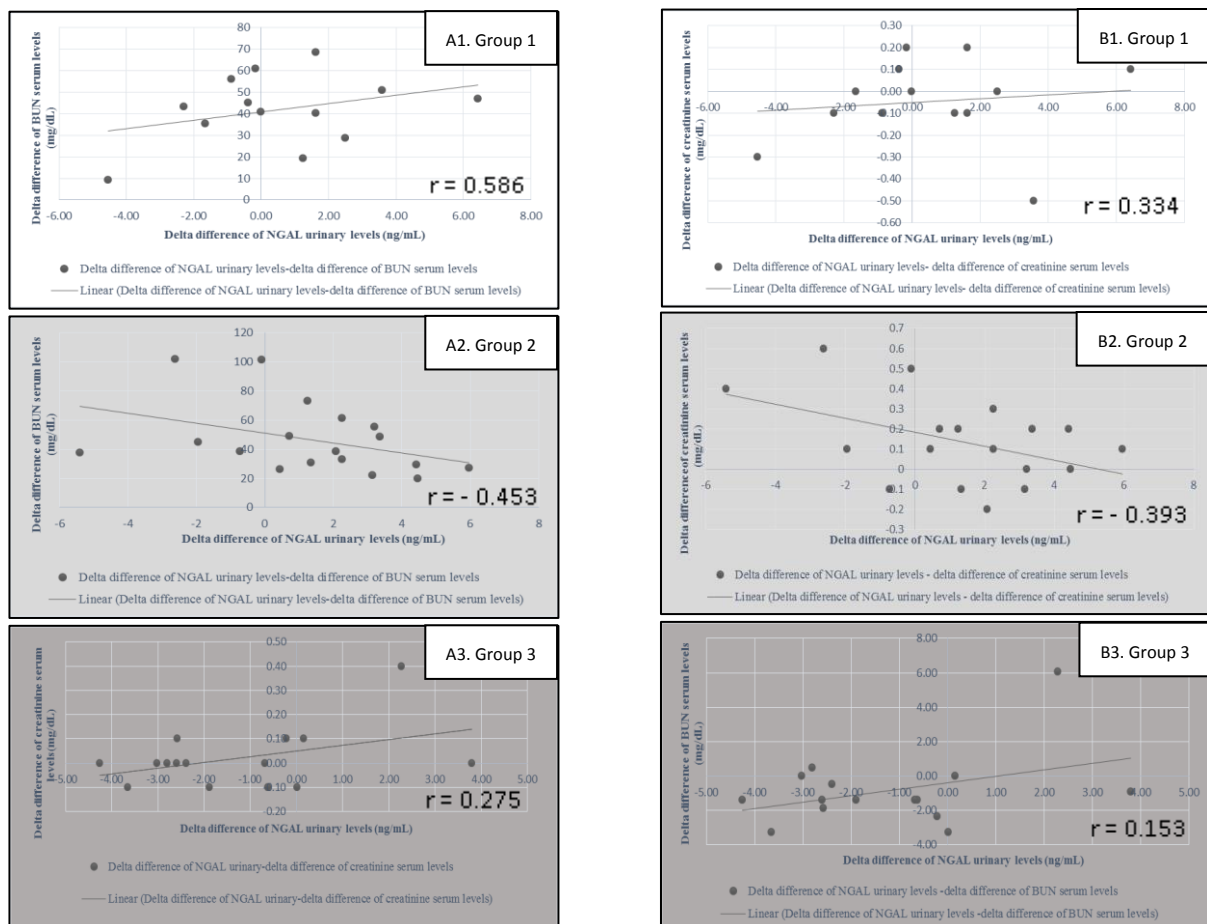 A1. Group 1
Delta difference of BUN serum levels
(mg/dL)
80
70
60
50
40
30
20
10
0
-6.00 -4.00 -2.00 0.00 2.00 4.00 6.00 8.00
r = 0.586
Delta difference of NGAL urinary levels (ng/mL)
Delta difference of NGAL urinary levels-delta difference of BUN serum levels
Linear (Delta difference of NGAL urinary levels-delta difference of BUN serum levels)
B1. Group 1
Delta difference of creatinine serum levels
(mg/dL)
0.30
0.20
0.10
0.00
-6.00 -4.00 -2.00 0.00 2.00 4.00 6.00 8.00
-0.10
-0.20
-0.30
-0.40
-0.50
-0.60
r = 0.334
Delta difference of NGAL urinary levels (ng/mL)
Delta difference of NGAL urinary levels- delta difference of creatinine serum levels
Linear (Delta difference of NGAL urinary levels- delta difference of creatinine serum levels)
A2. Group 2
Delta difference of BUN serum levels
(mg/dL)
120
100
80
60
40
20
0
-6 -4 -2 0 2 4 6 8
r = - 0.453
Delta difference of NGAL urinary levels (ng/mL)
Delta difference of NGAL urinary levels-delta difference of BUN serum levels
Linear (Delta difference of NGAL urinary levels-delta difference of BUN serum levels)
B2. Group 2
Delta difference of creatinine serum levels
(mg/dL)
0.7
0.6
0.5
0.4
0.3
0.2
0.1
0
-6 -4 -2 0 2 4 6 8
-0.1
-0.2
-0.3
r = - 0.393
Delta difference of NGAL urinary levels (ng/mL)
Delta difference of NGAL urinary levels - delta difference of creatinine serum levels
Linear (Delta difference of NGAL urinary levels - delta difference of creatinine serum levels)
A3. Group 3
Delta difference of creatinine serum
levels (mg/dL)
0.50
0.40
0.30
0.20
0.10
0.00
-5.00 -4.00 -3.00 -2.00 -1.00 0.00 1.00 2.00 3.00 4.00 5.00
-0.10
-0.20
r = 0.275
Delta difference of NGAL urinary levels (ng/mL)
Delta difference of NGAL urinary-delta difference of creatinine serum levels
Linear (Delta difference of NGAL urinary-delta difference of creatinine serum levels)
B3. Group 3
Delta difference of BUN serum levels
(mg/dL)
8.00
6.00
4.00
2.00
0.00
-5.00 -4.00 -3.00 -2.00 -1.00 0.00 1.00 2.00 3.00 4.00 5.00
-2.00
-4.00
r = 0.153
Delta difference of NGAL urinary levels (ng/mL)
Delta difference of NGAL urinary levels -delta difference of BUN serum levels
Linear (Delta difference of NGAL urinary levels -delta difference of BUN serum levels)